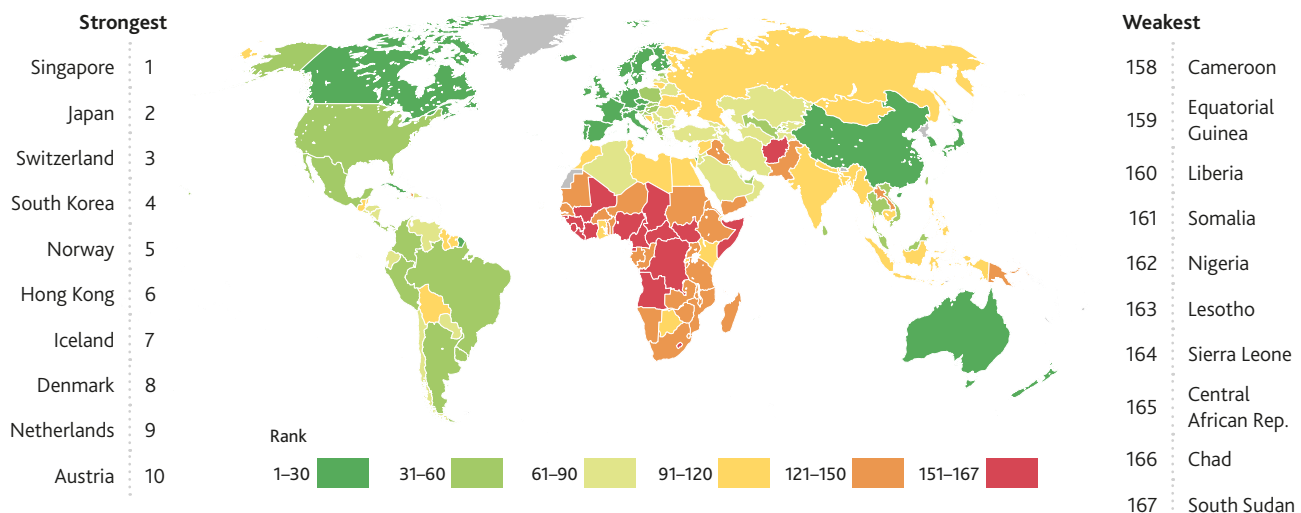 Strongest
Singapore 1
Japan 2
Switzerland 3
South Korea 4
Norway 5
Hong Kong 6
Iceland 7
Denmark 8
Netherlands 9
Austria 10
Rank
1–30 31–60 61–90 91–120 121–150 151–167
Weakest
158 Cameroon
159 Equatorial
Guinea
160 Liberia
161 Somalia
162 Nigeria
163 Lesotho
164 Sierra Leone
165 Central
African Rep.
166 Chad
167 South Sudan